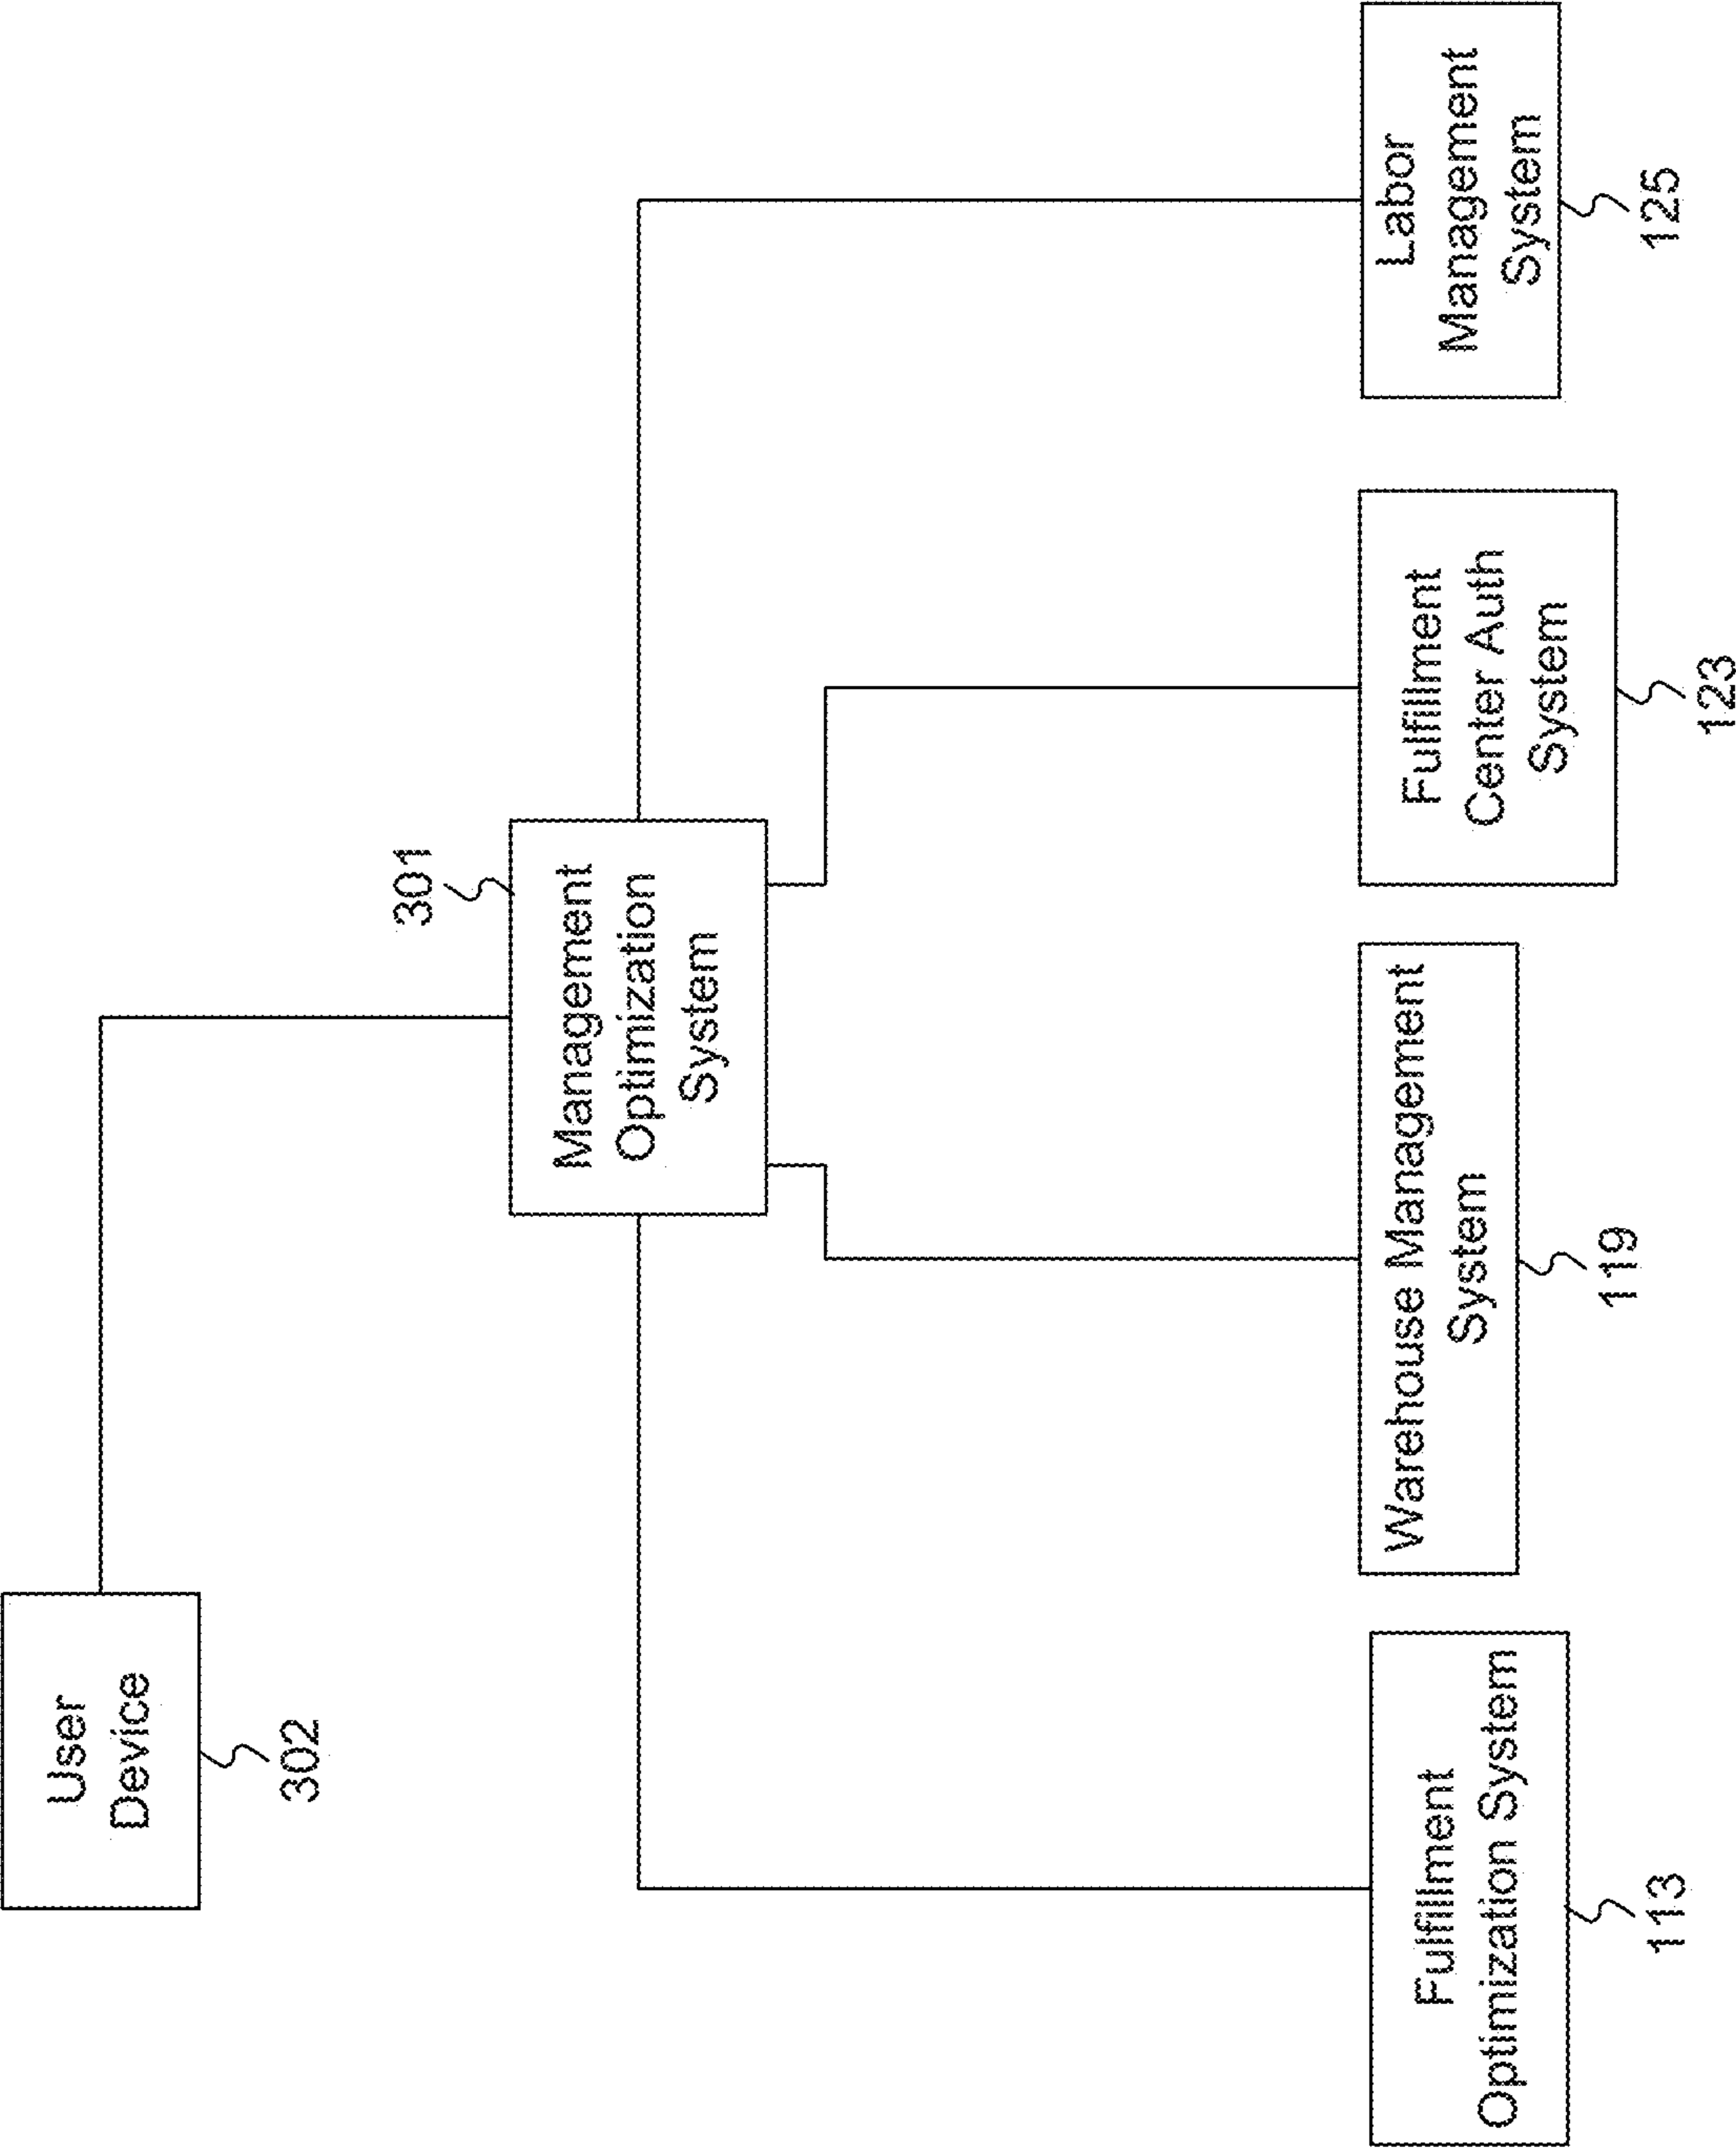 User
Device
302
301
Management
Optimization
System
Fulfillment
Optimization System
113
Warehouse Management
System
119
Fulfillment
Center Auth
System
123
Labor
Management
System
125